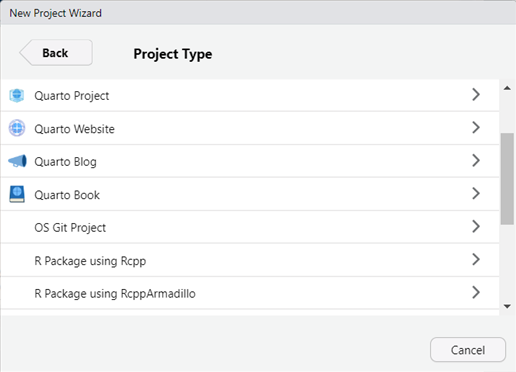 New Project Wizard
Back
Project Type
Quarto Project
Quarto Website
Quarto Blog
Quarto Book
OS Git Project
R Package using Rcpp
R Package using RcppArmadillo
Cancel